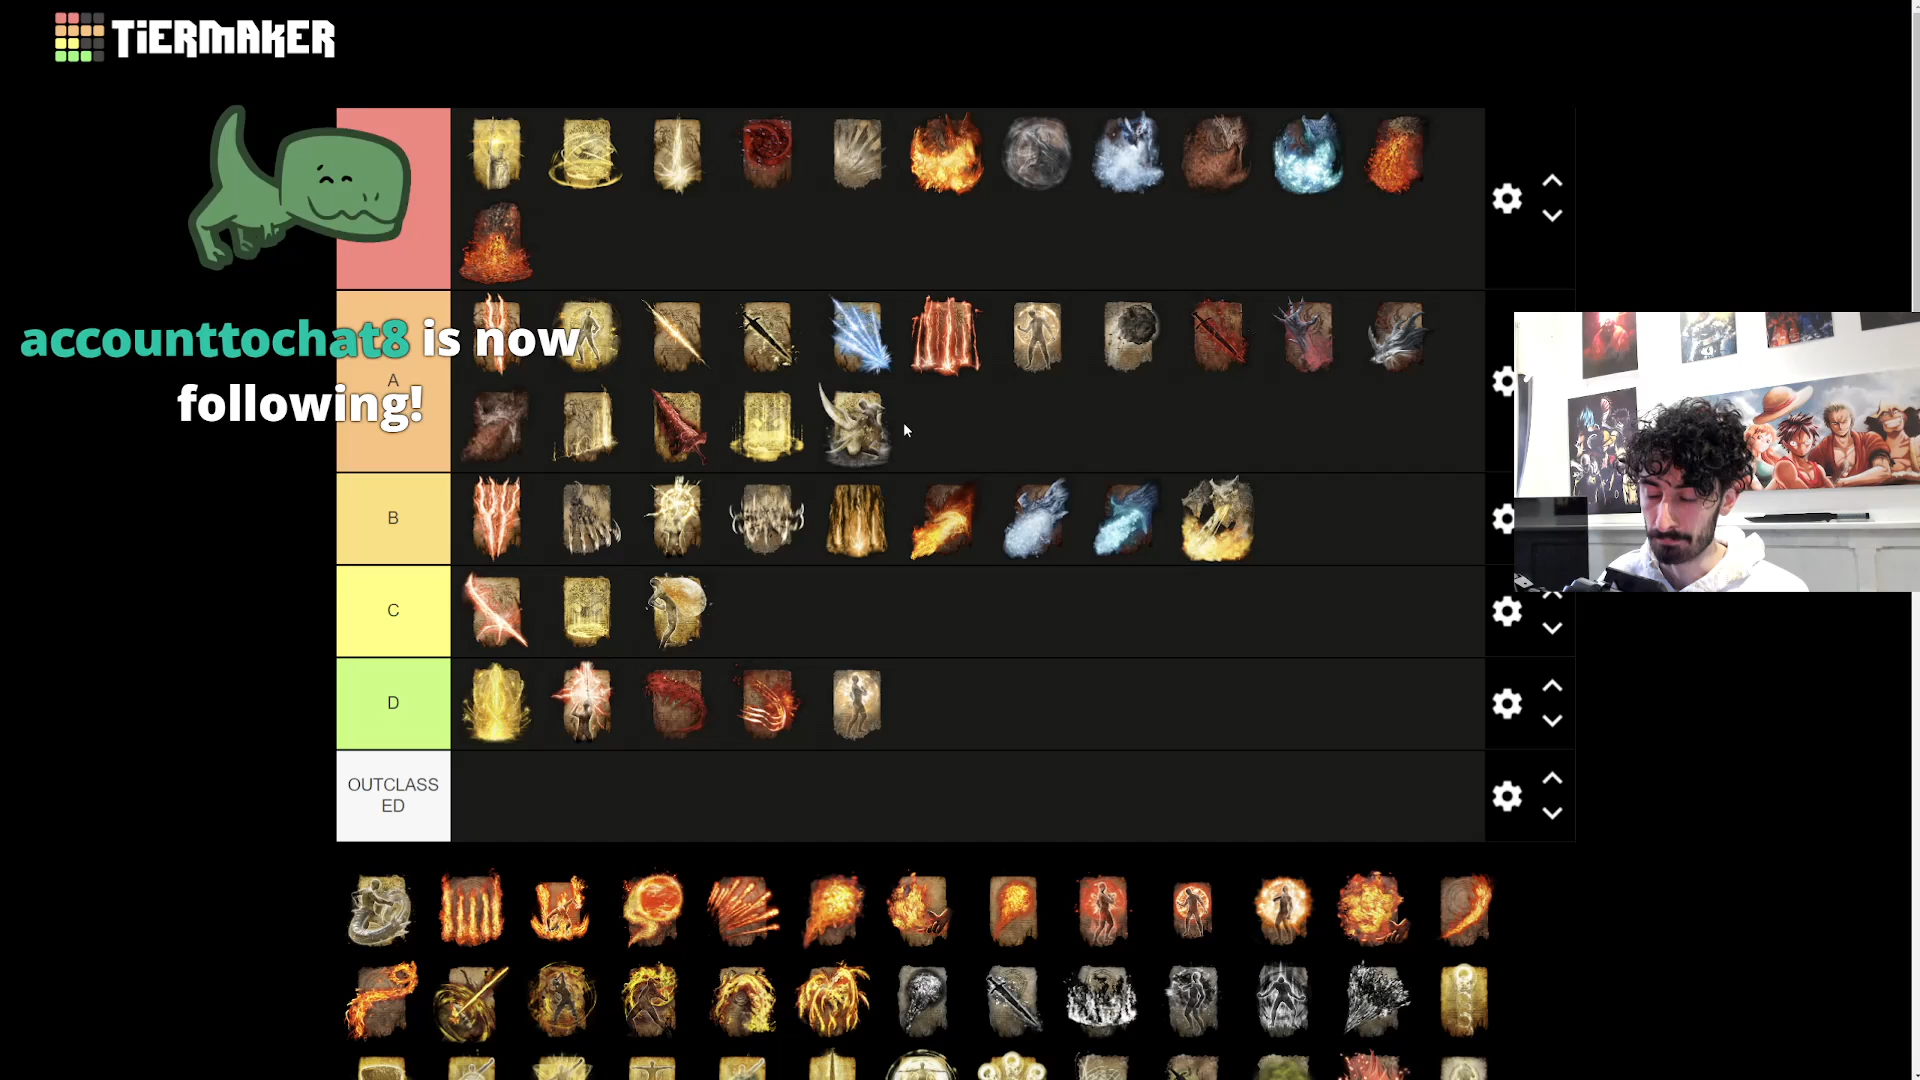 TiERMAKER
accounttochat8 is now
following!
A
B
C
D
OUTCLASS
ED